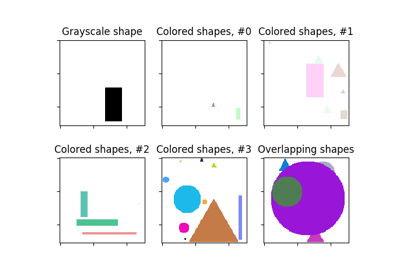 Grayscale shape
Colored shapes, #0
Colored shapes, #1
Colored shapes, #2
Colored shapes, #3
Overlapping shapes